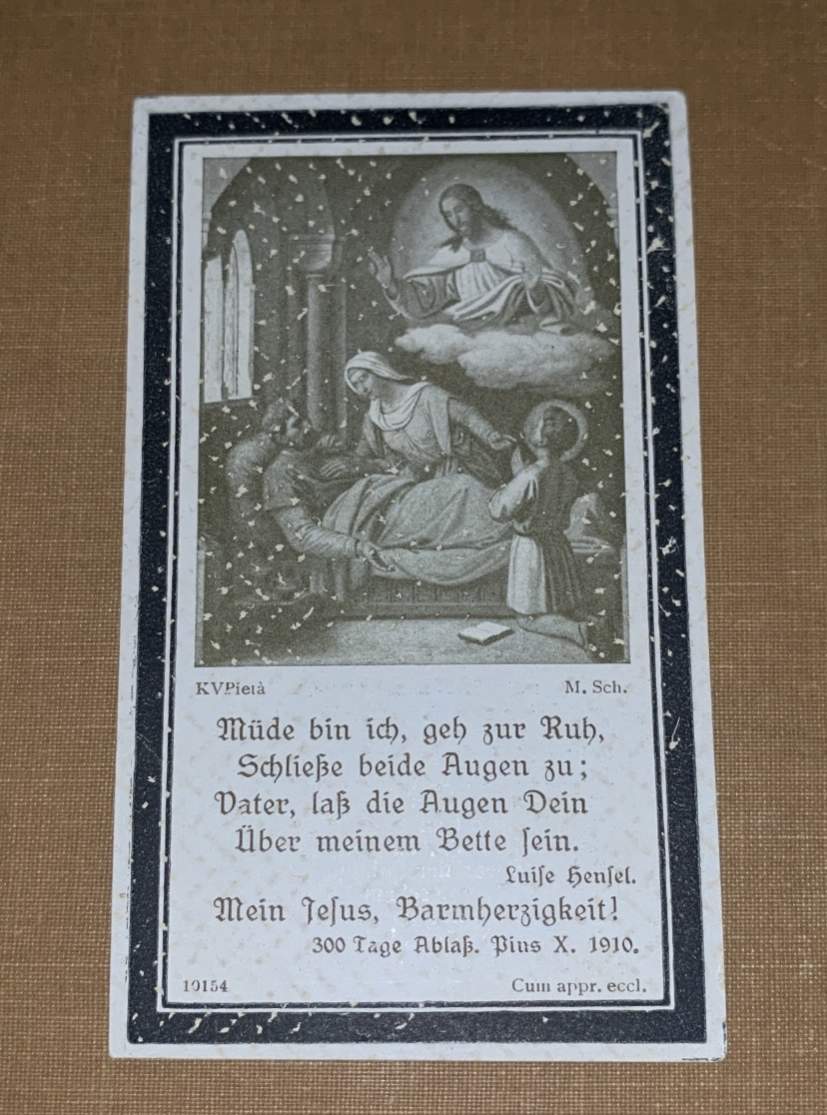 KVPietà
M. Sch.
Müde bin ich, geh zur Ruh,
Schließe beide Augen zu;
Vater, laß die Augen Dein
Über meinem Bette sein.
Luise Hensel.
Mein Jesus, Barmherzigkeit!
300 Tage Ablaß. Pius X. 1910.
10154
Cum appr. eccl.